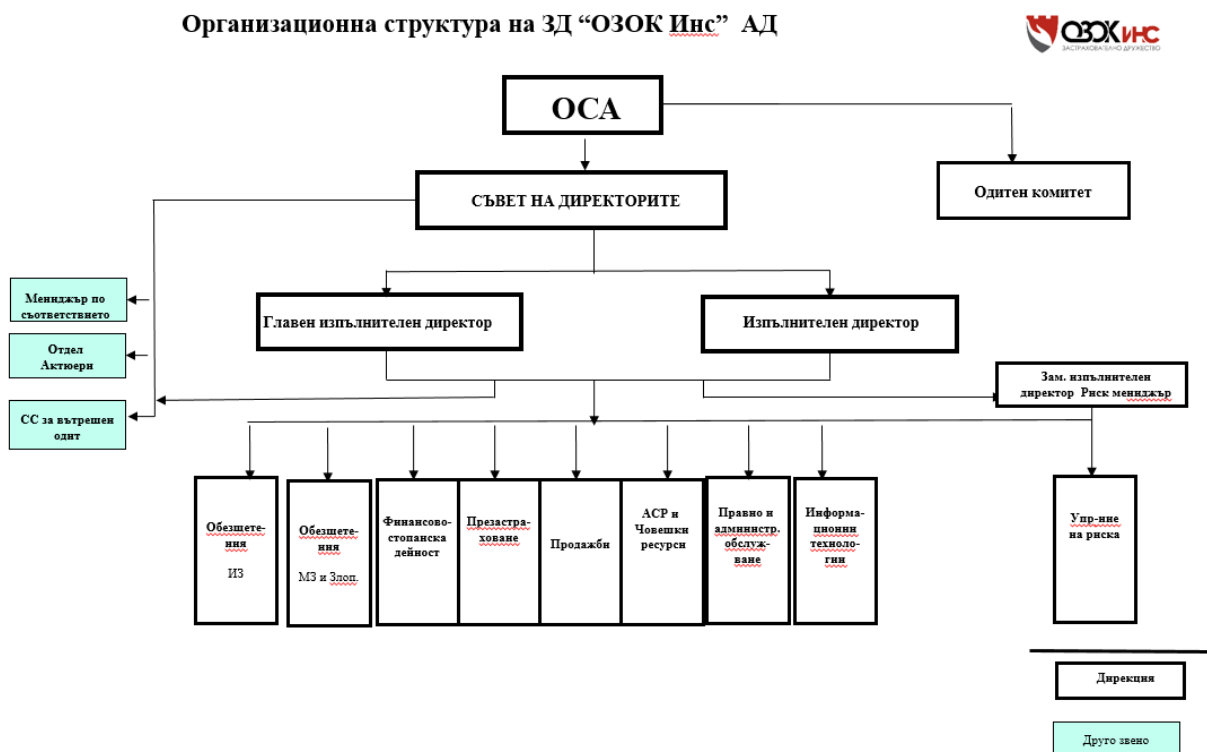 Организационна структура на ЗД “ОЗОК Инс” АД
ОЗОК ИНС
ЗАСТРАХОВАТЕЛНО ДРУЖЕСТВО
ОСА
Одитен комитет
СЪВЕТ НА ДИРЕКТОРИТЕ
Мениджър по
съответствието
Отдел
Актюери
СС за вътрешен
одит
Главен изпълнителен директор
Изпълнителен директор
Зам. изпълнителен
директор Риск мениджър
Обезщете-
ния
ИЗ
Обезщете-
ния
МЗ и Злоп.
Финансово-
стопанска
дейност
Презастра-
ховане
Продажби
АСР и
Човешки
ресурси
Правно и
администр.
обслуж-
ване
Информа-
ционни
техноло-
гии
Упр-ние
на риска
Дирекция
Друго звено